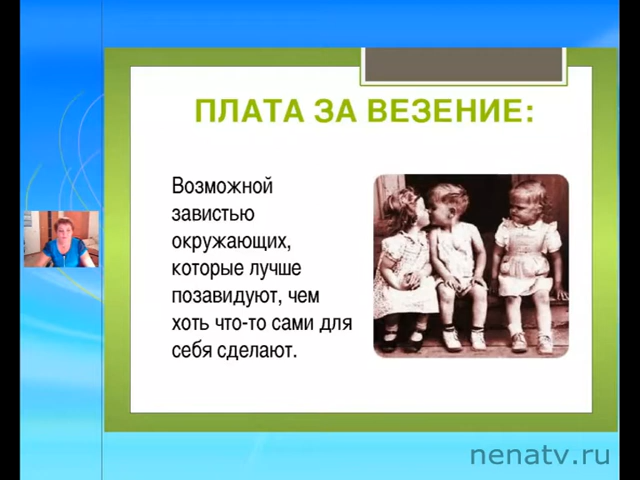 ПЛАТА ЗА ВЕЗЕНИЕ:
Возможной
завистью
окружающих,
которые лучше
позавидуют, чем
хоть что-то сами для
себя сделают.
nenatv.ru